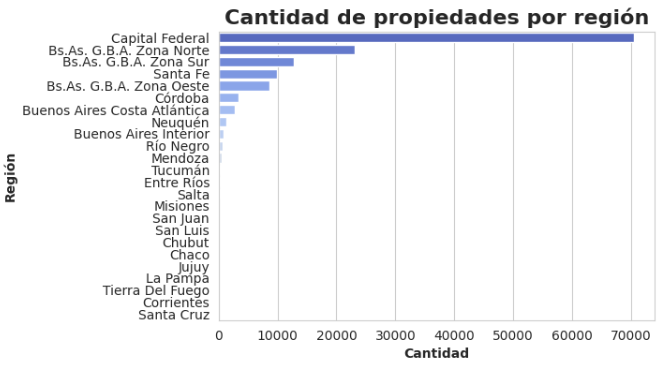 Cantidad de propiedades por región
Capital Federal
Bs.As. G.B.A. Zona Norte
Bs.As. G.B.A. Zona Sur
Santa Fe
Bs.As. G.B.A. Zona Oeste
Córdoba
Buenos Aires Costa Atlántica
Neuquén
Buenos Aires Interior
Río Negro
Mendoza
Tucumán
Entre Ríos
Salta
Misiones
San Juan
San Luis
Chubut
Chaco
Jujuy
La Pampa
Tierra Del Fuego
Corrientes
Santa Cruz
Región
0 10000 20000 30000 40000 50000 60000 70000
Cantidad